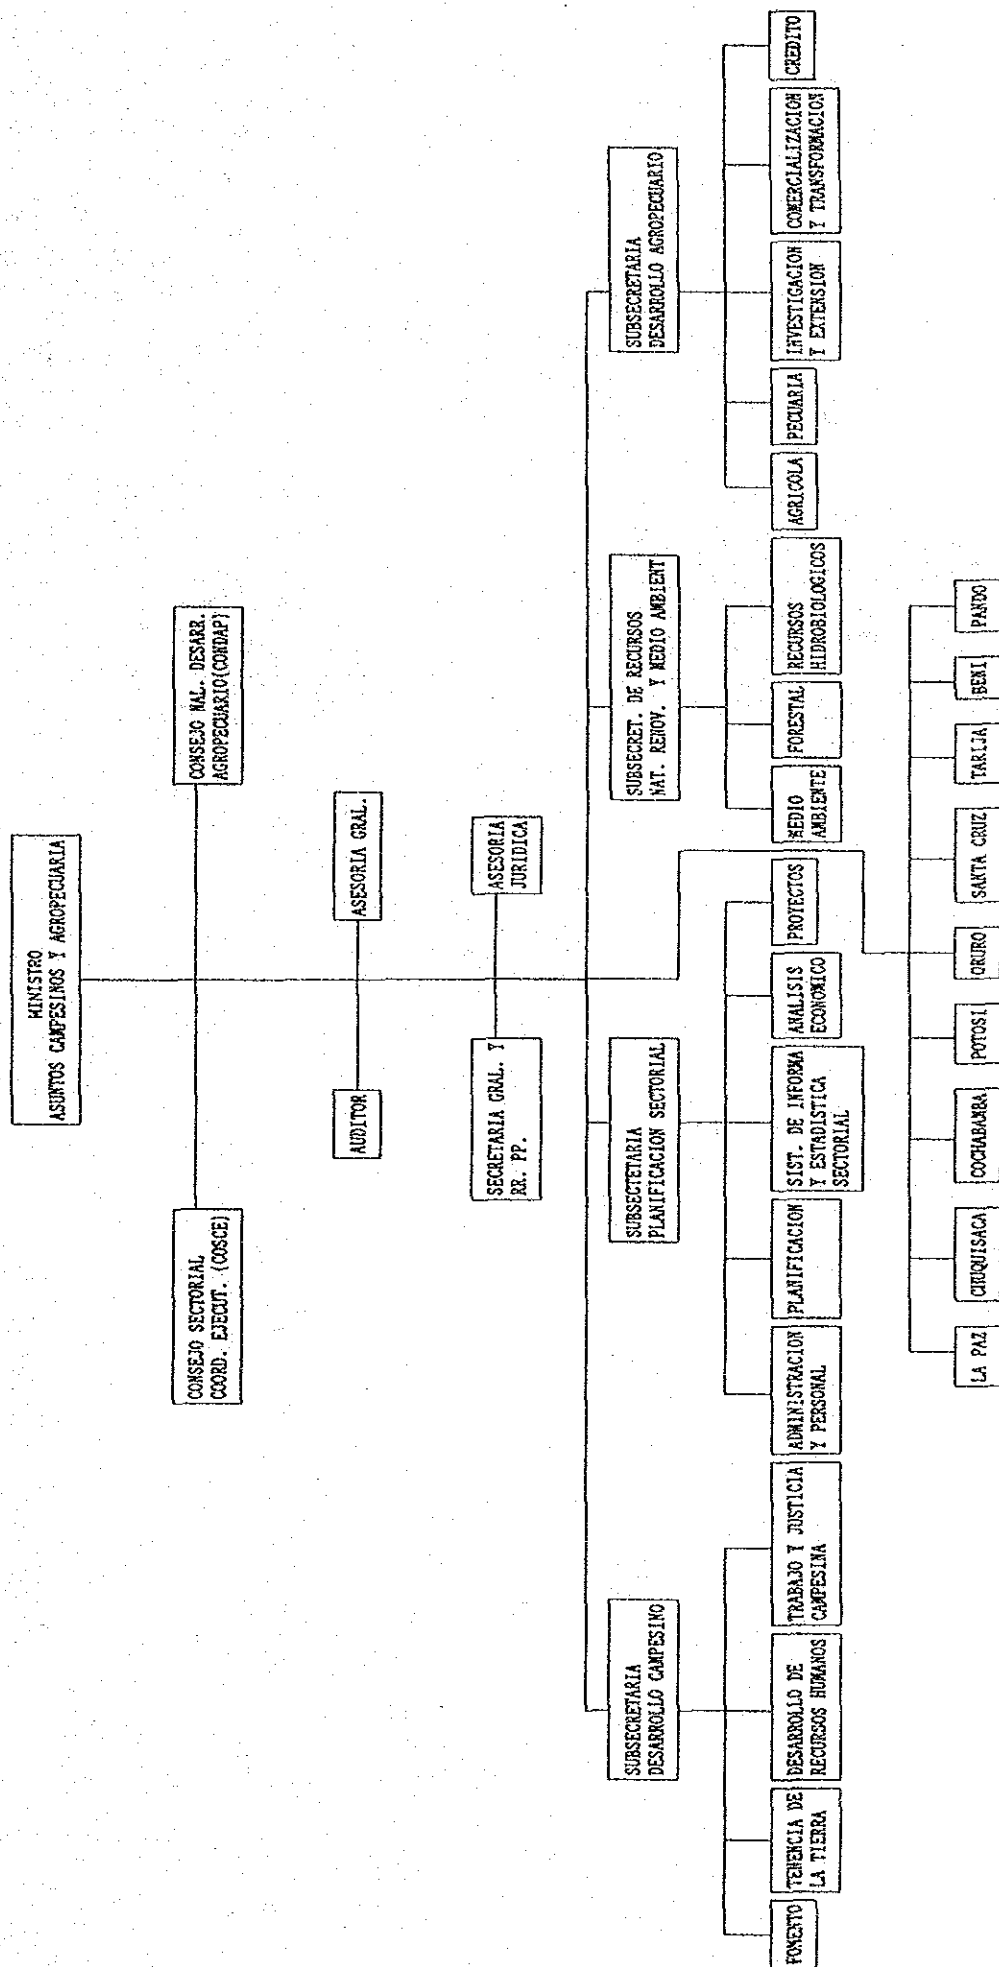 MINISTRO
ASUNTOS CAMPESINOS Y AGROPECUARIA
CONSEJO SECTORIAL
COORD. EJECUT. (COSCE)
CONSEJO NAL. DESARR.
AGROPECUARIO(CONDAP)
AUDITOR
ASESORIA GRAL.
SECRETARIA GRAL. Y
RR. PP.
ASESORIA
JURIDICA
SUBSECRETARIA
DESARROLLO CAMPESINO
SUBSECTETARIA
PLANIFICACION SECTORIAL
SUBSECRET. DE RECURSOS
NAT. RENOV. Y MEDIO AMBIENT
SUBSECRETARIA
DESARROLLO AGROPECUARIO
FOMENTO
TENENCIA DE
LA TIERRA
DESARROLLO DE
RECURSOS HUMANOS
TRABAJO Y JUSTICIA
CAMPESINA
ADMINISTRACION
Y PERSONAL
PLANIFICACION
SIST. DE INFORMA
Y ESTADISTICA
SECTORIAL
ANALISIS
ECONOMICO
PROYECTOS
MEDIO
AMBIENTE
FORESTAL
RECURSOS
HIDROBIOLOGICOS
AGRICOLA
PECUARIA
INVESTIGACION
Y EXTENSION
COMERCIALIZACION
Y TRANSFORMACION
CREDITO
LA PAZ
CHUQUISACA
COCHABAMBA
POTOSI
ORURO
SANTA CRUZ
TARIJA
BENI
PANDO